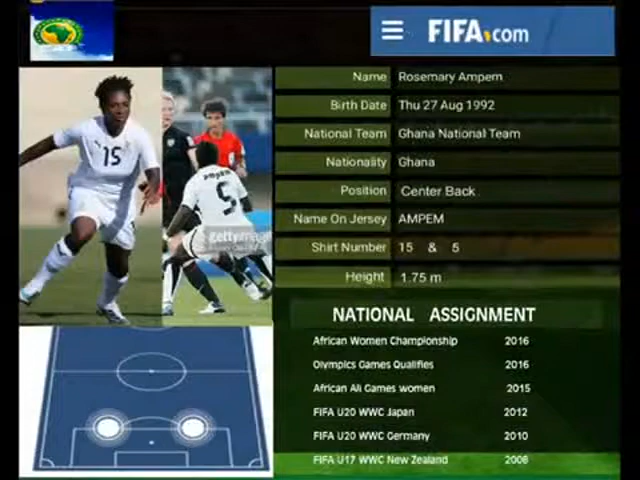 FIFA.com
Name Rosemary Ampem
Birth Date Thu 27 Aug 1992
National Team Ghana National Team
Nationality Ghana
Position Center Back
Name On Jersey AMPEM
Shirt Number 15 & 5
Height 1.75 m
15
AMPEM
5
gettyimages
NATIONAL ASSIGNMENT
African Women Championship 2016
Olympics Games Qualifies 2016
African All Games women 2015
FIFA U20 WWC Japan 2012
FIFA U20 WWC Germany 2010
FIFA U17 WWC New Zealand 2008